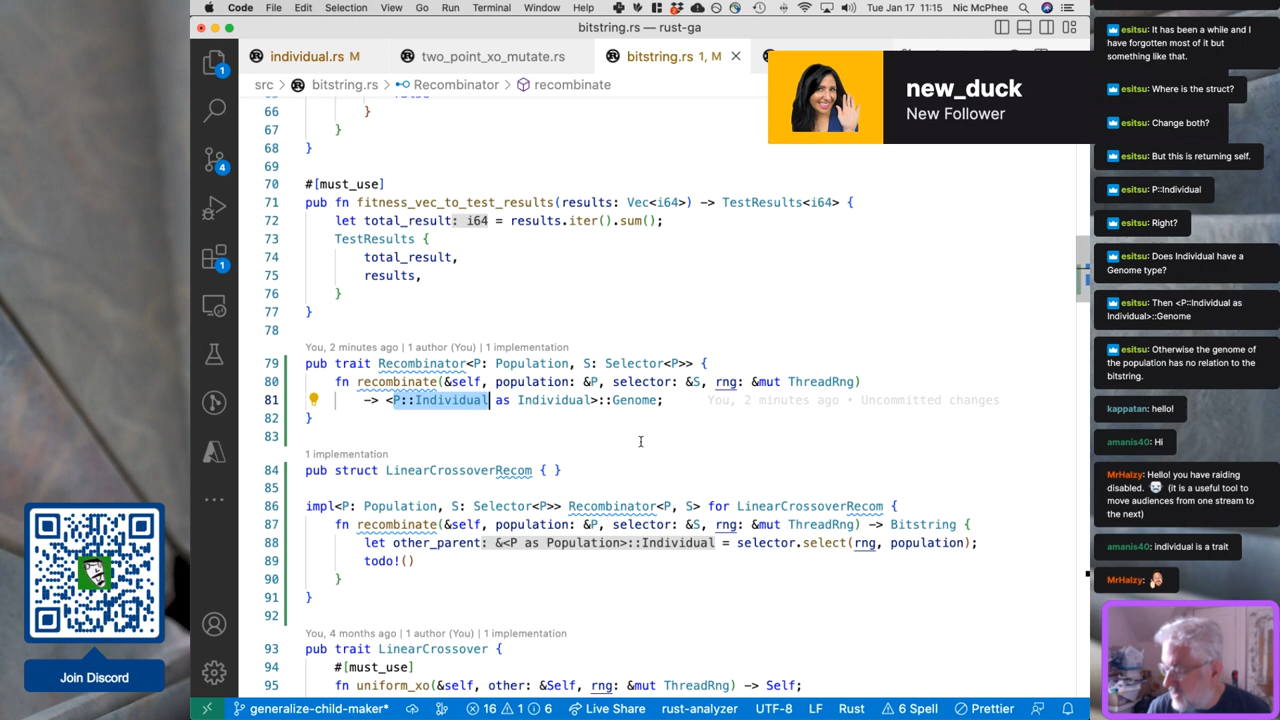 Code File Edit Selection View Go Run Terminal Window Help Tue Jan 17 11:15 Nic McPhee
bitstring.rs — rust-ga
individual.rs M
two_point_xo_mutate.rs
bitstring.rs 1, M
src > bitstring.rs > Recombinator > recombinate
new_duck
New Follower
66 }
67 }
68 }
69
70 #[must_use]
71 pub fn fitness_vec_to_test_results(results: Vec<i64>) -> TestResults<i64> {
72 let total_result: i64 = results.iter().sum();
73 TestResults {
74 total_result,
75 results,
76 }
77 }
78
You, 2 minutes ago | 1 author (You) | 1 implementation
79 pub trait Recombinator<P: Population, S: Selector<P>> {
80 fn recombinate(&self, population: &P, selector: &S, rng: &mut ThreadRng)
81 -> <P::Individual as Individual>::Genome; You, 2 minutes ago • Uncommitted changes
82 }
83
1 implementation
84 pub struct LinearCrossoverRecom { }
85
86 impl<P: Population, S: Selector<P>> Recombinator<P, S> for LinearCrossoverRecom {
87 fn recombinate(&self, population: &P, selector: &S, rng: &mut ThreadRng) -> Bitstring {
88 let other_parent: &<P as Population>::Individual = selector.select(rng, population);
89 todo!()
90 }
91 }
92
You, 4 months ago | 1 author (You) | 1 implementation
93 pub trait LinearCrossover {
94 #[must_use]
95 fn uniform_xo(&self, other: &Self, rng: &mut ThreadRng) -> Self;
1
4
1
generalize-child-maker* 16 1 6 Live Share rust-analyzer UTF-8 LF Rust 6 Spell Prettier
Join Discord
esitsu: It has been a while and I
have forgotten most of it but
something like that.
esitsu: Where is the struct?
esitsu: Change both?
esitsu: But this is returning self.
esitsu: P::Individual
esitsu: Right?
esitsu: Does Individual have a
Genome type?
esitsu: Then <P::Individual as
Individual>::Genome
esitsu: Otherwise the genome of
the population has no relation to the
bitstring.
kappatan: hello!
amanis40: Hi
MrHalzy: Hello! you have raiding
disabled. (it is a useful tool to
move audiences from one stream to
the next)
amanis40: individual is a trait
MrHalzy: